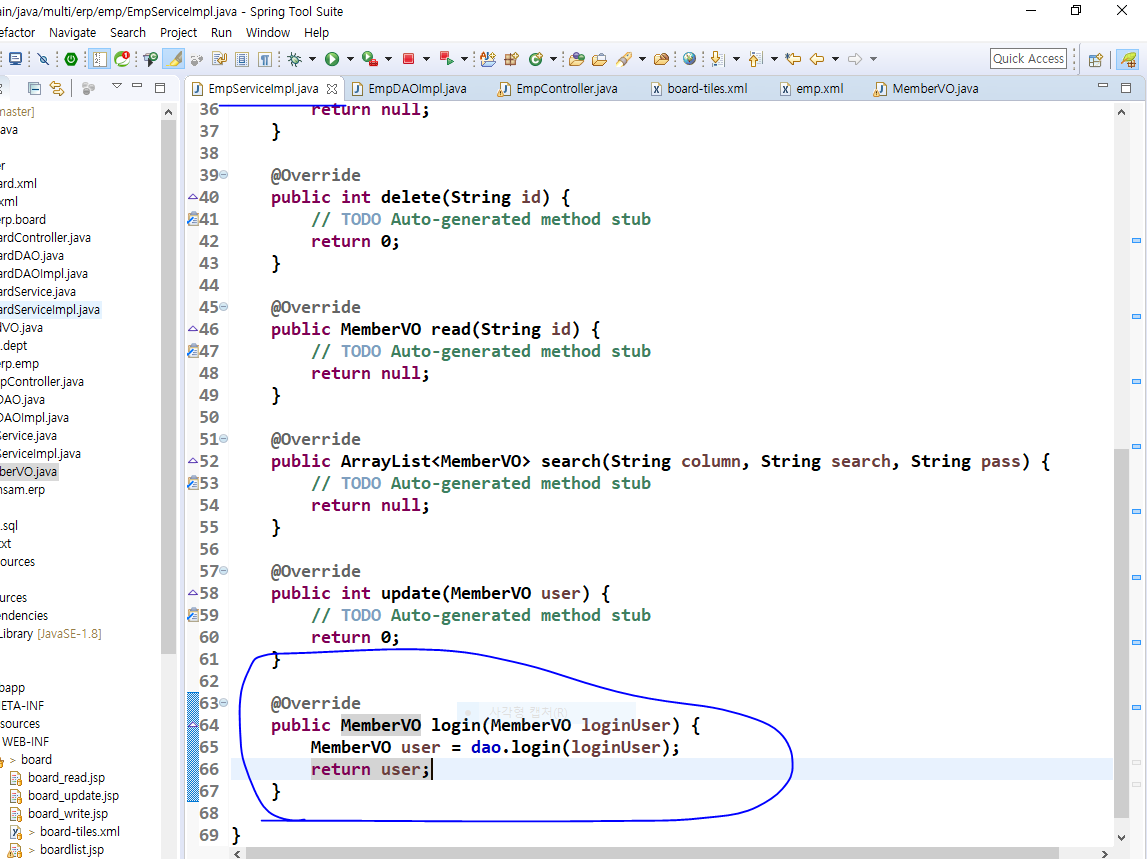 ain/java/multi/erp/emp/EmpServiceImpl.java - Spring Tool Suite
efactor Navigate Search Project Run Window Help
Quick Access
EmpServiceImpl.java EmpDAOImpl.java EmpController.java board-tiles.xml emp.xml MemberVO.java
master]
ava
er
ard.xml
xml
erp.board
ardController.java
ardDAO.java
ardDAOImpl.java
ardService.java
ardServiceImpl.java
dVO.java
.dept
erp.emp
pController.java
DAO.java
DAOImpl.java
Service.java
ServiceImpl.java
berVO.java
nsam.erp
.sql
txt
ources
urces
endencies
Library [JavaSE-1.8]
bapp
ETA-INF
sources
WEB-INF
> board
board_read.jsp
board_update.jsp
board_write.jsp
> board-tiles.xml
> boardlist.jsp
36 return null;
37 }
38
39 @Override
40 public int delete(String id) {
41 // TODO Auto-generated method stub
42 return 0;
43 }
44
45 @Override
46 public MemberVO read(String id) {
47 // TODO Auto-generated method stub
48 return null;
49 }
50
51 @Override
52 public ArrayList<MemberVO> search(String column, String search, String pass) {
53 // TODO Auto-generated method stub
54 return null;
55 }
56
57 @Override
58 public int update(MemberVO user) {
59 // TODO Auto-generated method stub
60 return 0;
61 }
62
63 @Override
64 public MemberVO login(MemberVO loginUser) {
65 MemberVO user = dao.login(loginUser);
66 return user;
67 }
68
69 }